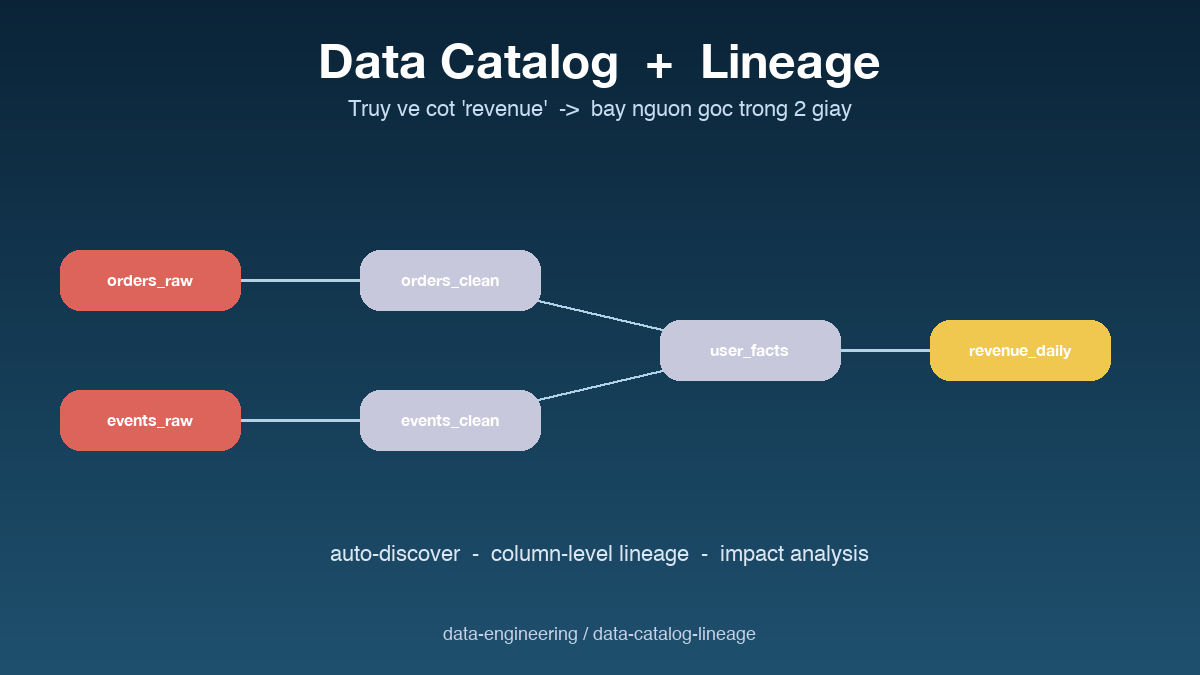 Data Catalog + Lineage
Truy ve cot 'revenue' -> bay nguon goc trong 2 giay
orders_raw
orders_clean
user_facts
revenue_daily
events_raw
events_clean
auto-discover - column-level lineage - impact analysis
data-engineering / data-catalog-lineage